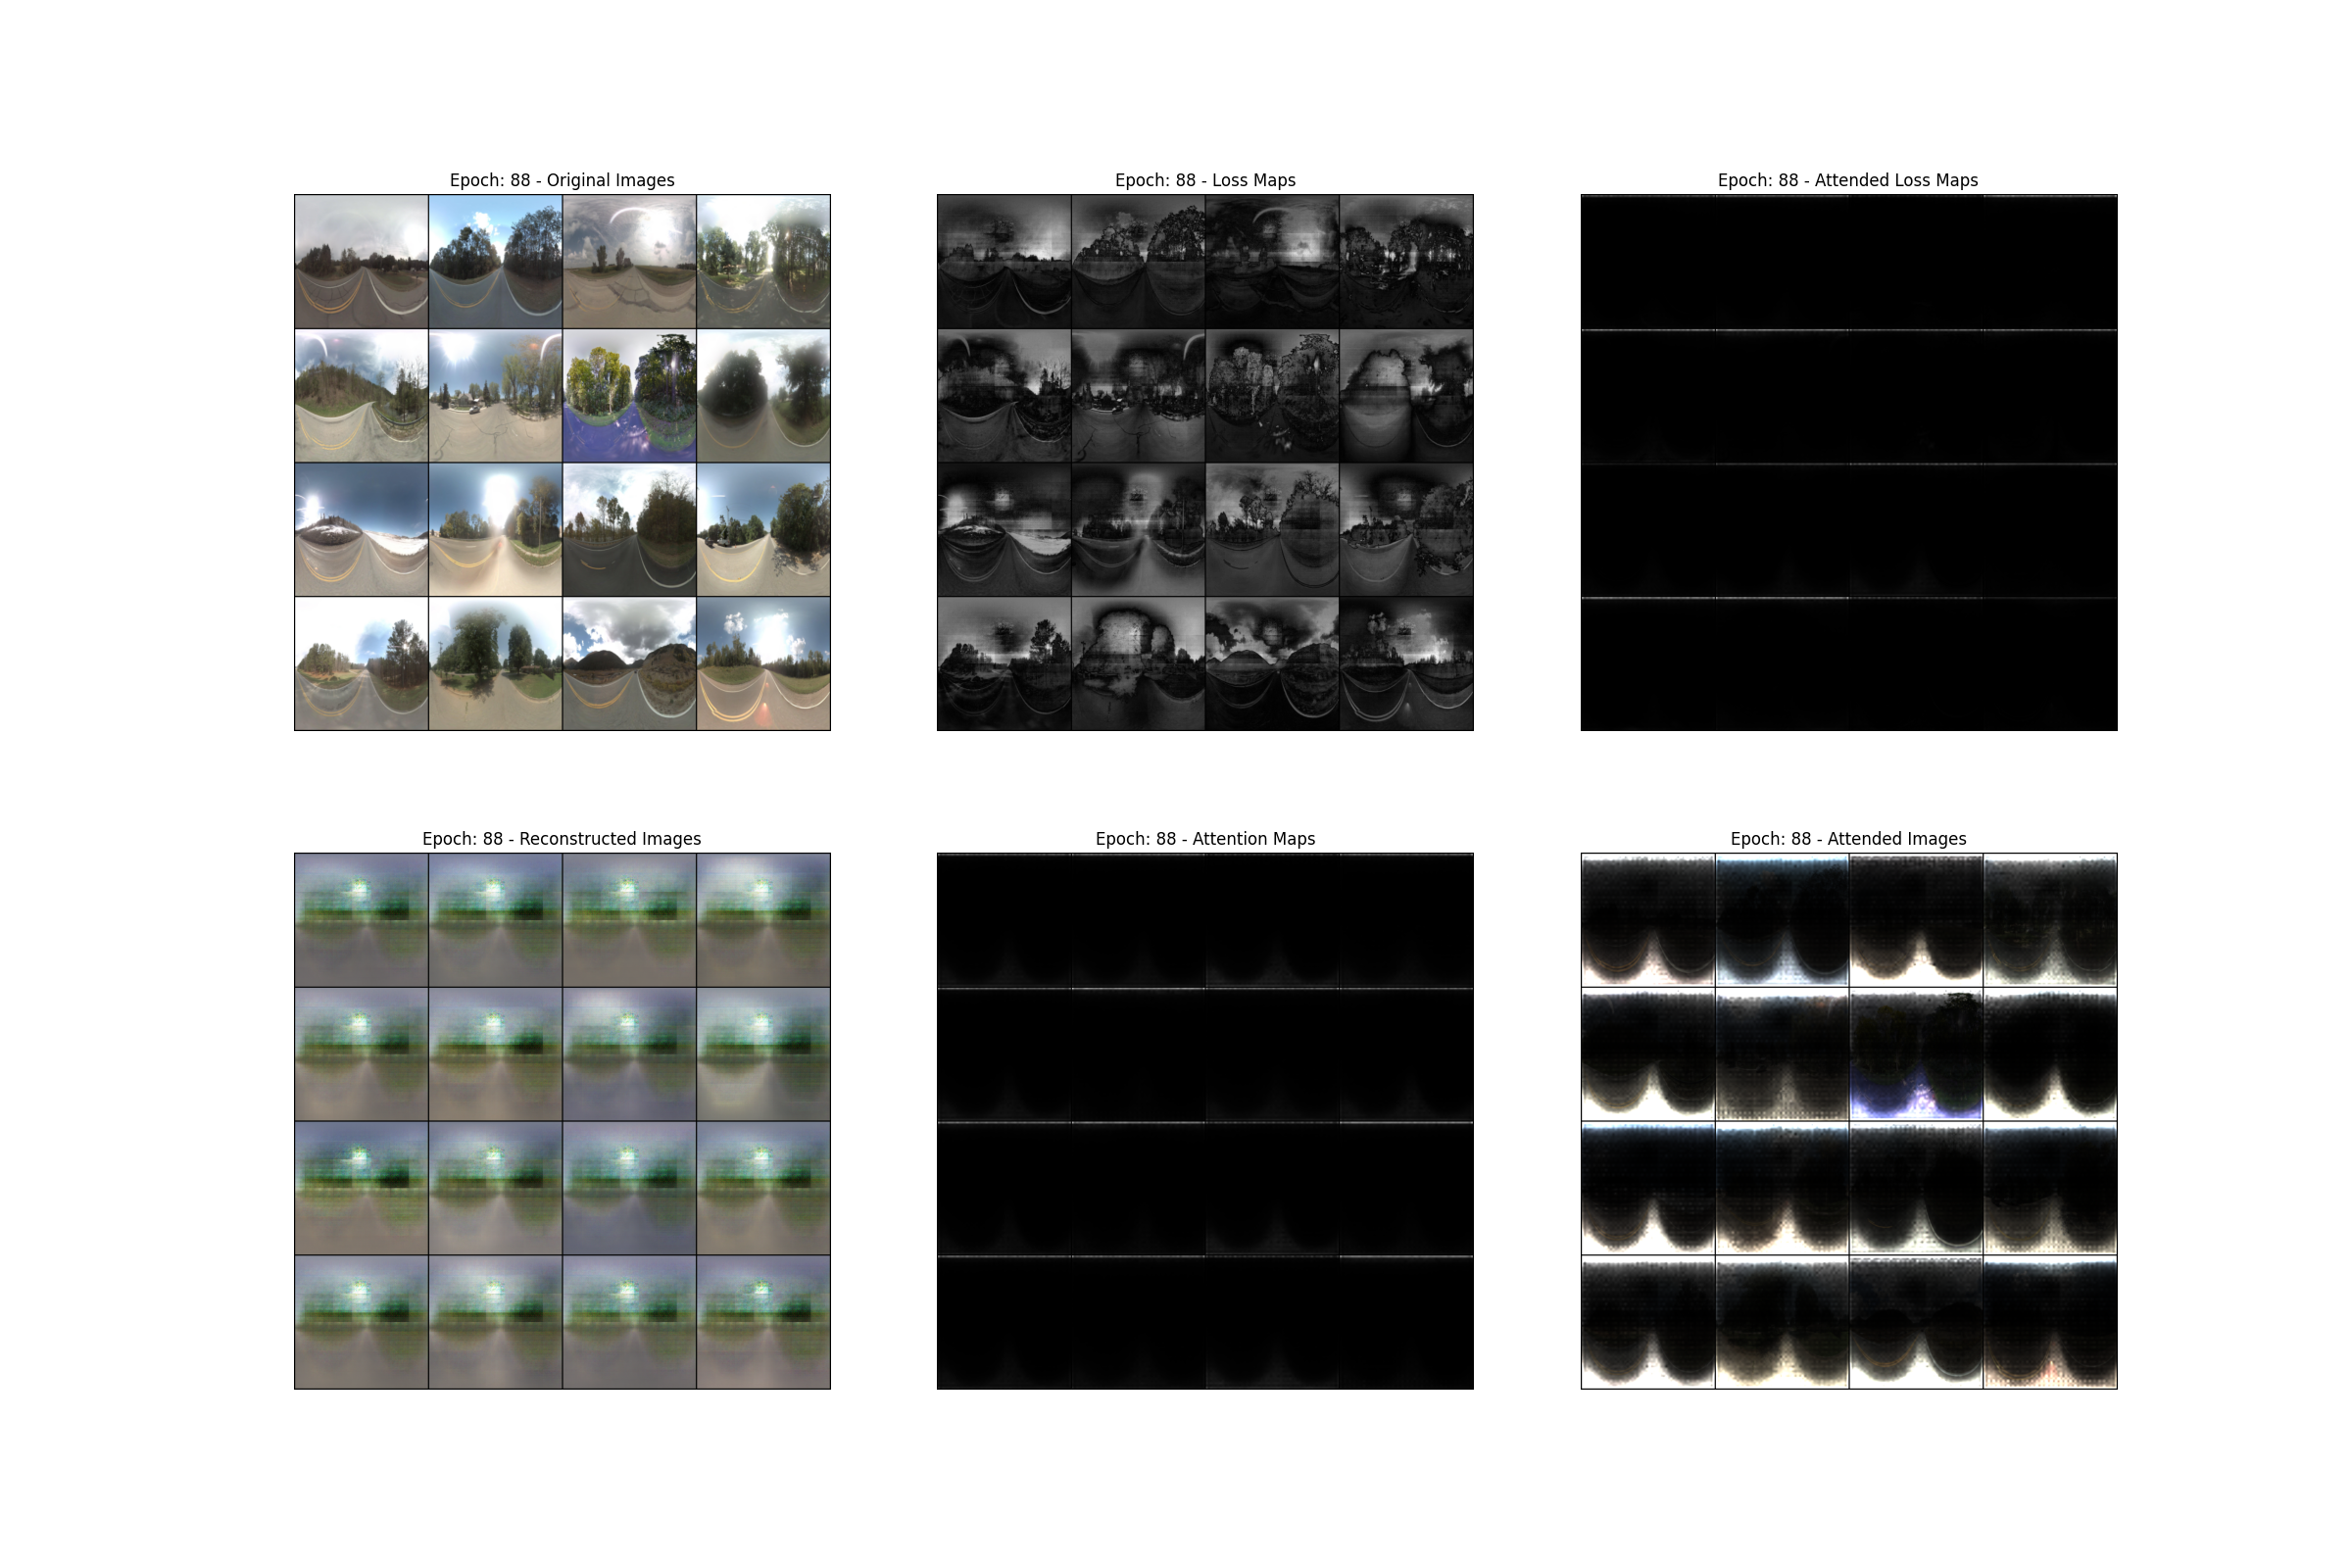 Epoch: 88 - Original Images
Epoch: 88 - Loss Maps
Epoch: 88 - Attended Loss Maps
Epoch: 88 - Reconstructed Images
Epoch: 88 - Attention Maps
Epoch: 88 - Attended Images